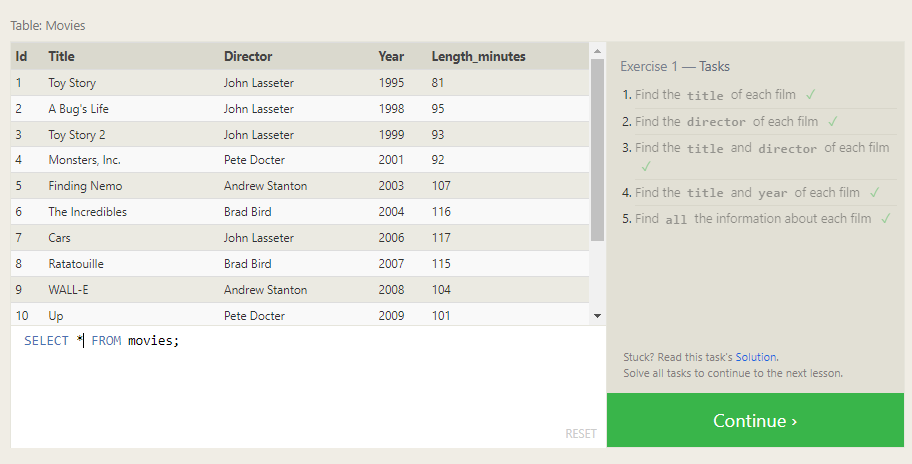 Table: Movies
Id Title Director Year Length_minutes
1 Toy Story John Lasseter 1995 81
2 A Bug's Life John Lasseter 1998 95
3 Toy Story 2 John Lasseter 1999 93
4 Monsters, Inc. Pete Docter 2001 92
5 Finding Nemo Andrew Stanton 2003 107
6 The Incredibles Brad Bird 2004 116
7 Cars John Lasseter 2006 117
8 Ratatouille Brad Bird 2007 115
9 WALL-E Andrew Stanton 2008 104
10 Up Pete Docter 2009 101
SELECT * FROM movies;
RESET
Exercise 1 — Tasks
1. Find the title of each film ✓
2. Find the director of each film ✓
3. Find the title and director of each film
✓
4. Find the title and year of each film ✓
5. Find all the information about each film ✓
Stuck? Read this task's Solution.
Solve all tasks to continue to the next lesson.
Continue ›